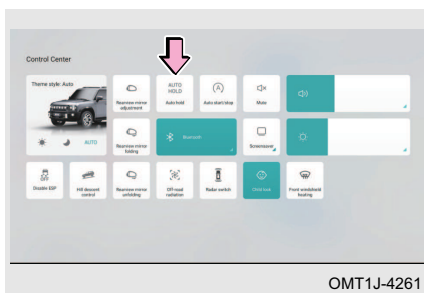 Control Center
Theme style: Auto
AUTO
Rearview mirror
adjustment
AUTO
HOLD
Auto hold
Auto start/stop
Mute
Rearview mirror
folding
Bluetooth
Screensaver
OFF
Disable ESP
Hill descent
control
Rearview mirror
unfolding
Off-road
radiation
Radar switch
Child lock
Front windshield
heating
OMT1J-4261